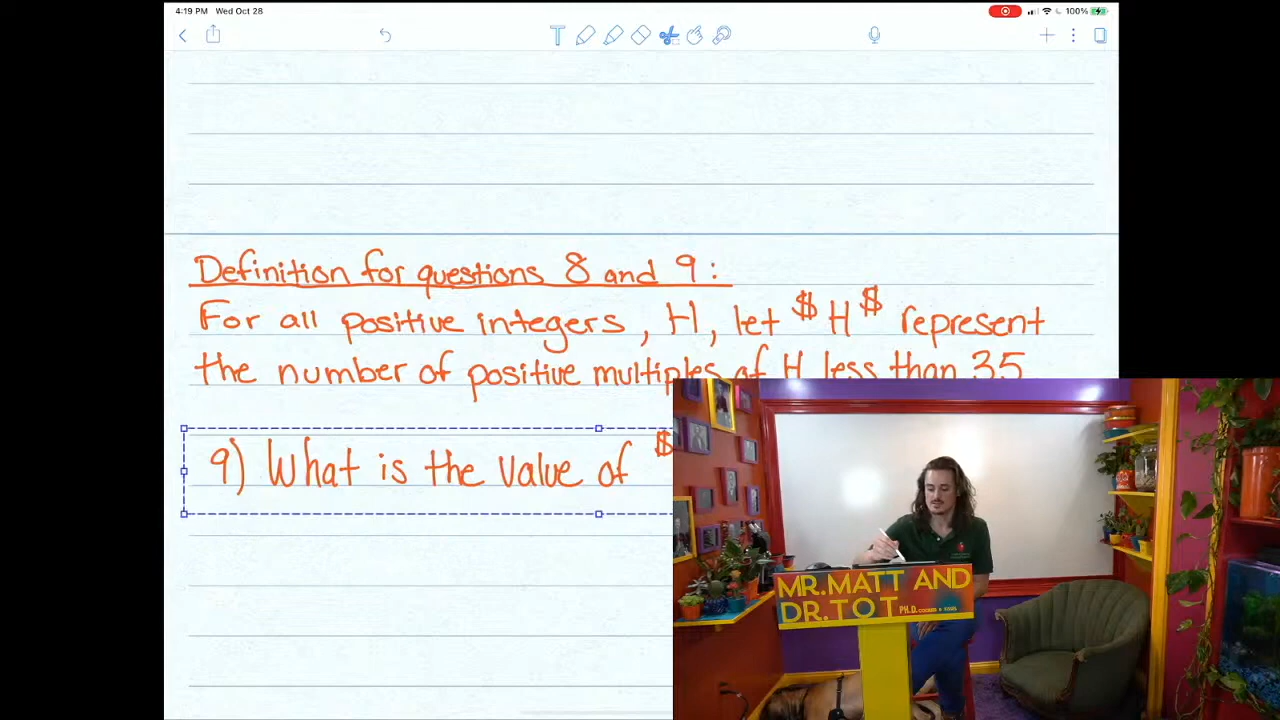 4:19 PM Wed Oct 28
100%
T
Definition for questions 8 and 9:
For all positive integers, H, let $H$ represent
the number of positive multiples of H less than 35
9) What is the value of $
MR.MATT AND
DR.TOT PH.D.